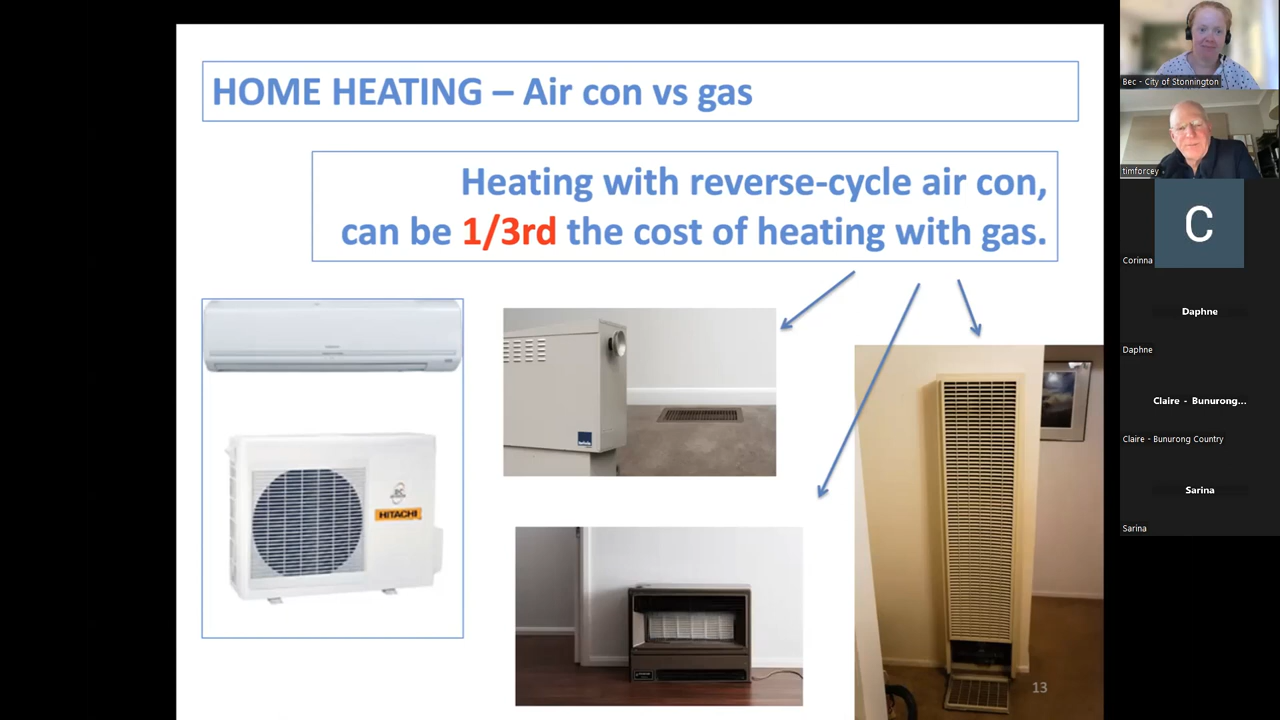 HOME HEATING – Air con vs gas
Heating with reverse-cycle air con,
can be 1/3rd the cost of heating with gas.
HITACHI
13
Bec - City of Stonnington
timforcey
C
Corinna
Daphne
Daphne
Claire - Bunurong...
Claire - Bunurong Country
Sarina
Sarina